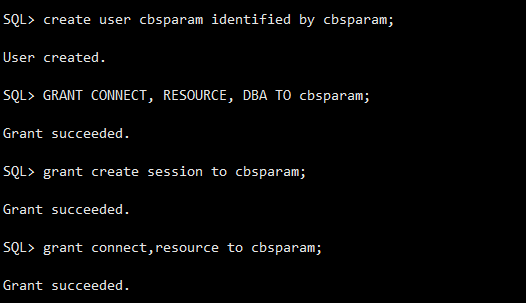 SQL> create user cbsparam identified by cbsparam;
User created.
SQL> GRANT CONNECT, RESOURCE, DBA TO cbsparam;
Grant succeeded.
SQL> grant create session to cbsparam;
Grant succeeded.
SQL> grant connect,resource to cbsparam;
Grant succeeded.